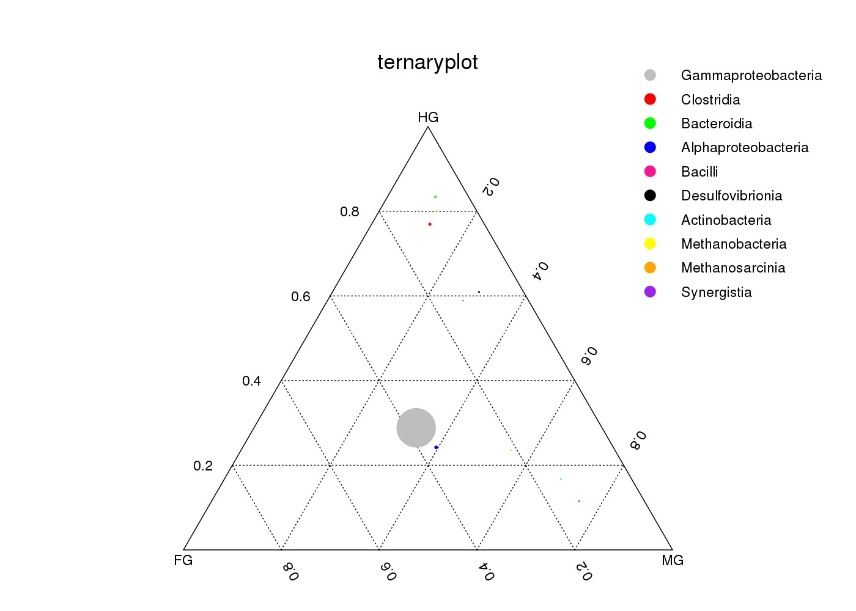 ternaryplot
HG
0.8
0.6
0.4
0.2
0.2
0.4
0.6
0.8
FG
MG
0.8
0.6
0.4
0.2
Gammaproteobacteria
Clostridia
Bacteroidia
Alphaproteobacteria
Bacilli
Desulfovibrionia
Actinobacteria
Methanobacteria
Methanosarcinia
Synergistia